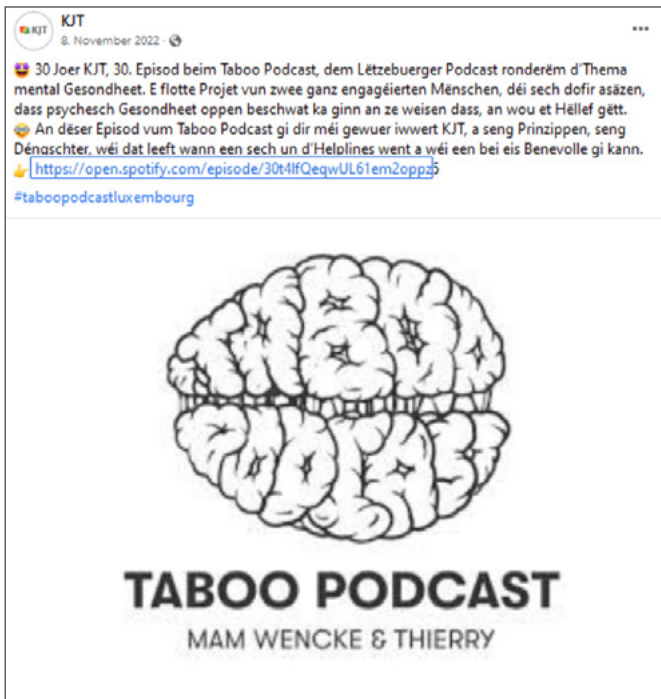 KJT
KJT
8. November 2022 ·
30 Joer KJT, 30. Episod beim Taboo Podcast, dem Lëtzebuerger Podcast ronderëm d'Thema
mental Gesondheet. E flotte Projet vun zwee ganz engagéierten Mënschen, déi sech dofir asäzen,
dass psychesch Gesondheet oppen beschwat ka ginn an ze weisen dass, an wou et Hëllef gëtt.
An dëser Episod vum Taboo Podcast gi dir méi gewuer iwwert KJT, a seng Prinzippen, seng
Déngschter, wéi dat leeft wann een sech un d'Helplines went a wéi een bei eis Benevolle gi kann.
https://open.spotify.com/episode/30t4IfQeqwUL61em2oppz5
#taboopodcastluxembourg
TABOO
PODCAST
TABOO PODCAST
MAM WENCKE & THIERRY